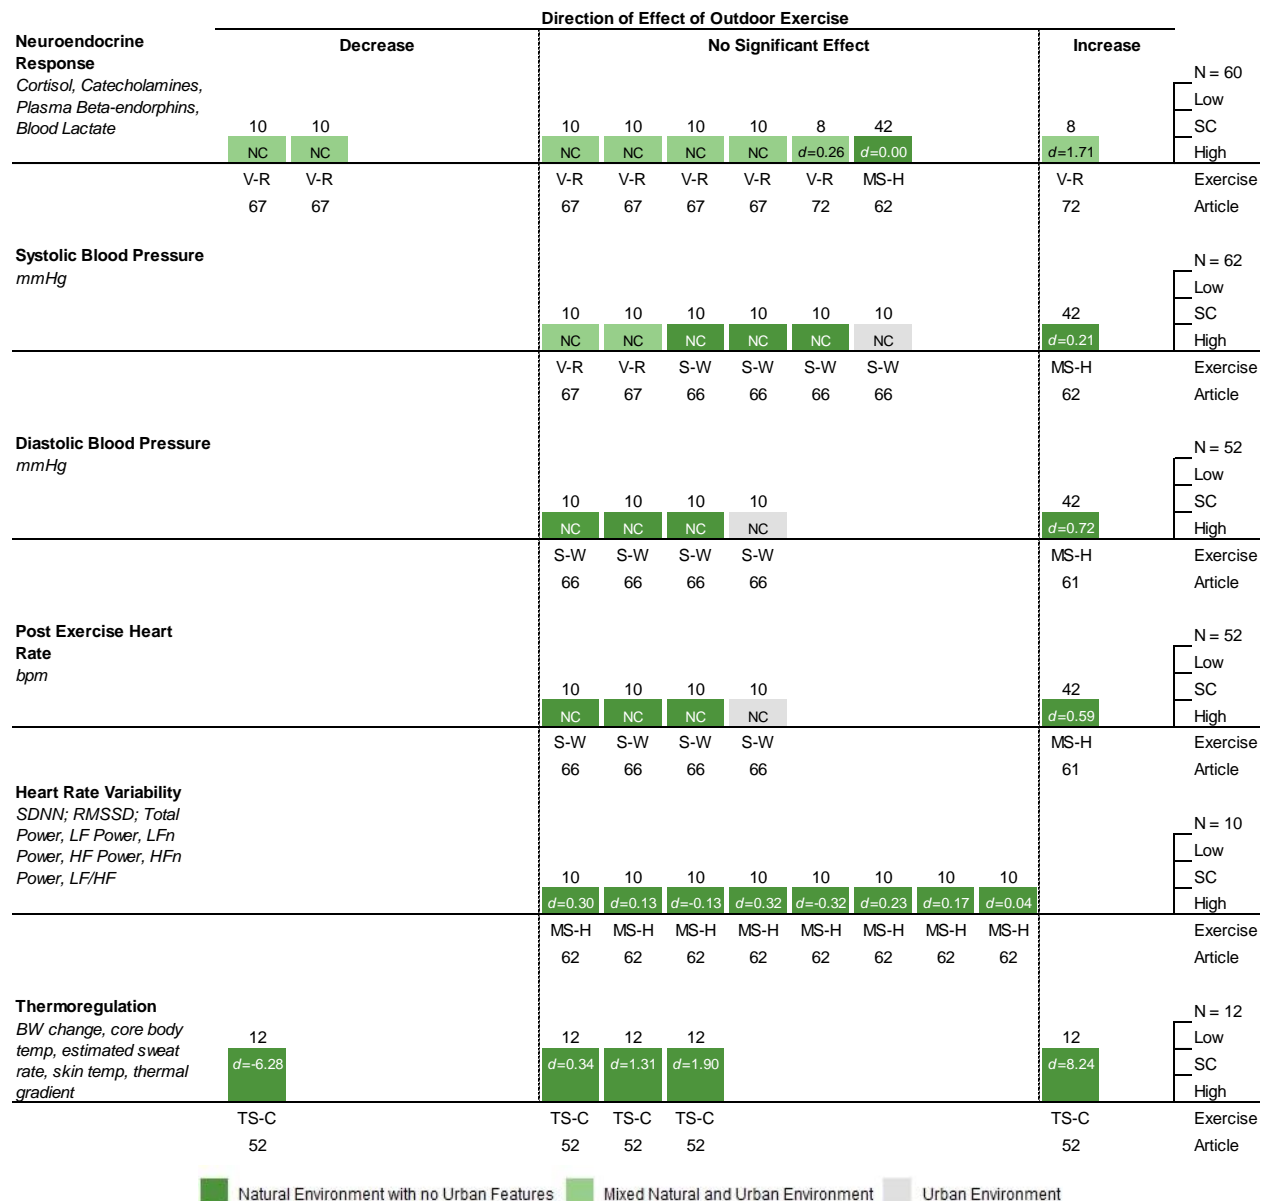 Direction of Effect of Outdoor Exercise
Decrease No Significant Effect Increase
Neuroendocrine
Response
Cortisol, Catecholamines,
Plasma Beta-endorphins,
Blood Lactate
N = 60
Low
10 10 10 10 10 10 8 42 8 SC
NC NC NC NC NC NC d=0.26 d=0.00 d=1.71 High
V-R V-R V-R V-R V-R V-R V-R MS-H V-R Exercise
67 67 67 67 67 67 72 62 72 Article
Systolic Blood Pressure
mmHg
N = 62
Low
10 10 10 10 10 10 42 SC
NC NC NC NC NC NC d=0.21 High
V-R V-R S-W S-W S-W S-W MS-H Exercise
67 67 66 66 66 66 62 Article
Diastolic Blood Pressure
mmHg
N = 52
Low
10 10 10 10 42 SC
NC NC NC NC d=0.72 High
S-W S-W S-W S-W MS-H Exercise
66 66 66 66 61 Article
Post Exercise Heart
Rate
bpm
N = 52
Low
10 10 10 10 42 SC
NC NC NC NC d=0.59 High
S-W S-W S-W S-W MS-H Exercise
66 66 66 66 61 Article
Heart Rate Variability
SDNN; RMSSD; Total
Power, LF Power, LFn
Power, HF Power, HFn
Power, LF/HF
N = 10
Low
10 10 10 10 10 10 10 10 SC
d=0.30 d=0.13 d=-0.13 d=0.32 d=-0.32 d=0.23 d=0.17 d=0.04 High
MS-H MS-H MS-H MS-H MS-H MS-H MS-H MS-H Exercise
62 62 62 62 62 62 62 62 Article
Thermoregulation
BW change, core body
temp, estimated sweat
rate, skin temp, thermal
gradient
N = 12
12 12 12 12 12 Low
d=-6.28 d=0.34 d=1.31 d=1.90 d=8.24 SC
High
TS-C TS-C TS-C TS-C TS-C Exercise
52 52 52 52 52 Article
Natural Environment with no Urban Features Mixed Natural and Urban Environment Urban Environment